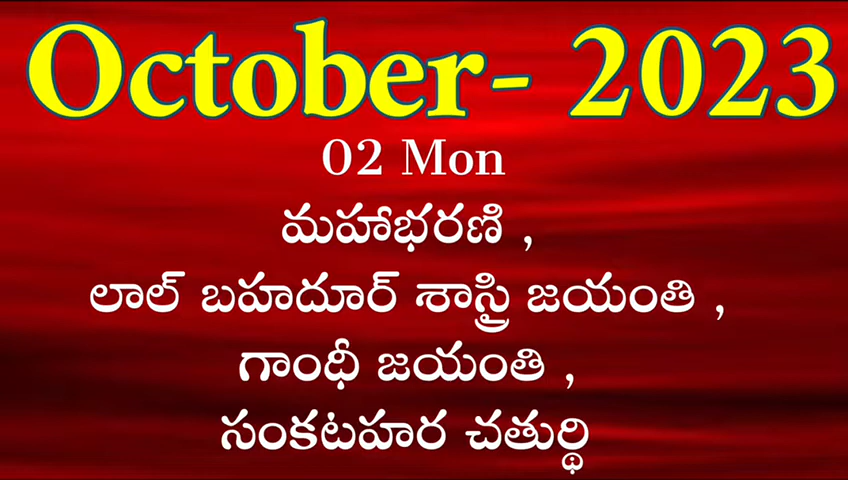 October- 2023
02 Mon
మహాభరణి ,
లాల్ బహదూర్ శాస్త్రి జయంతి ,
గాంధీ జయంతి ,
సంకటహర చతుర్థి